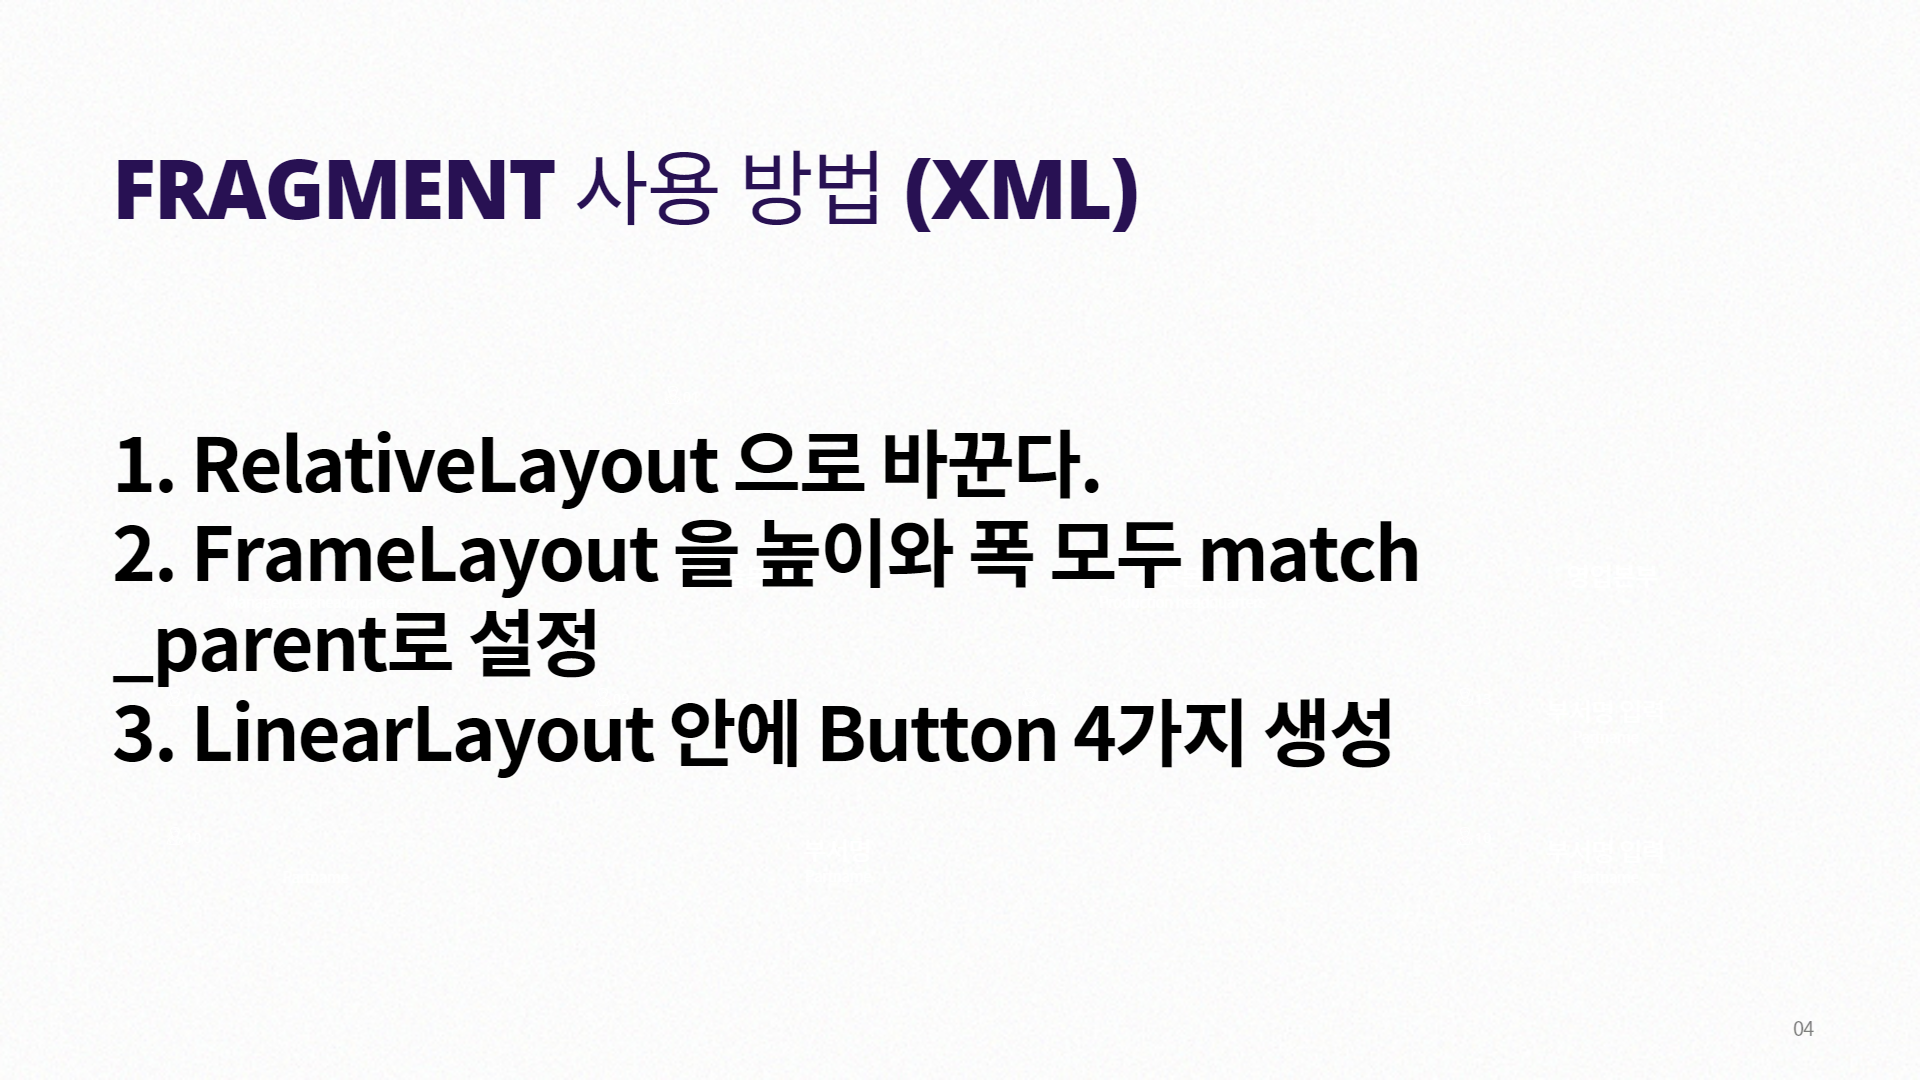 FRAGMENT 사용 방법 (XML)
1. RelativeLayout 으로 바꾼다.
2. FrameLayout 을 높이와 폭 모두 match
_parent로 설정
3. LinearLayout 안에 Button 4가지 생성
04